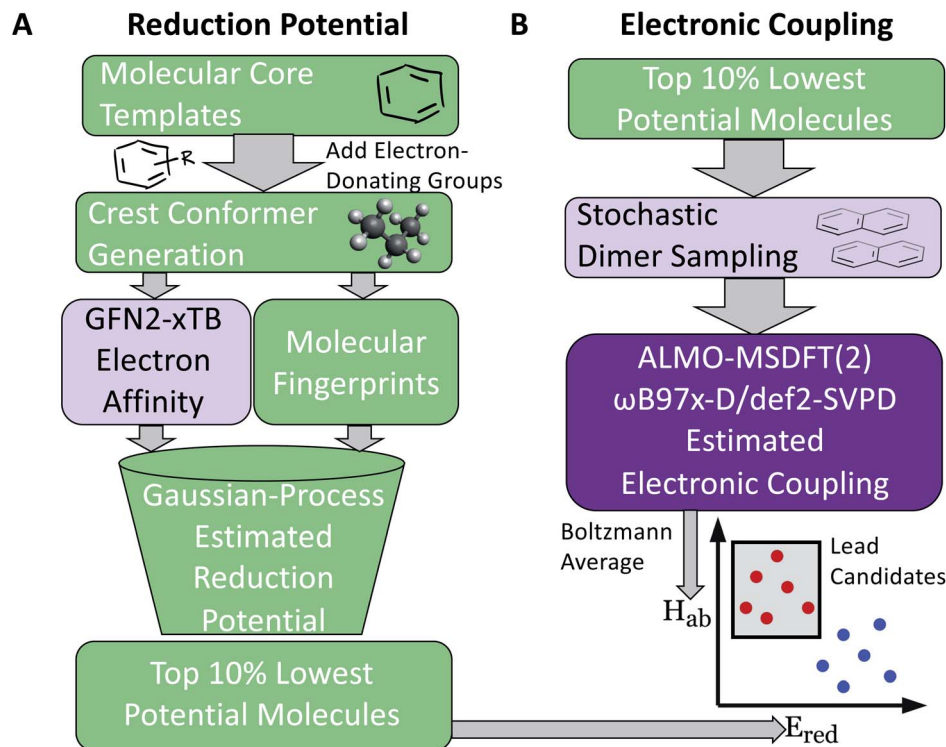 A
Reduction Potential
Molecular Core
Templates
R
Add Electron-
Donating Groups
Crest Conformer
Generation
GFN2-xTB
Electron
Affinity
Molecular
Fingerprints
Gaussian-Process
Estimated
Reduction
Potential
Top 10% Lowest
Potential Molecules
B
Electronic Coupling
Top 10% Lowest
Potential Molecules
Stochastic
Dimer Sampling
ALMO-MSDFT(2)
ωB97x-D/def2-SVPD
Estimated
Electronic Coupling
Boltzmann
Average
Lead
Candidates
H_ab
E_red